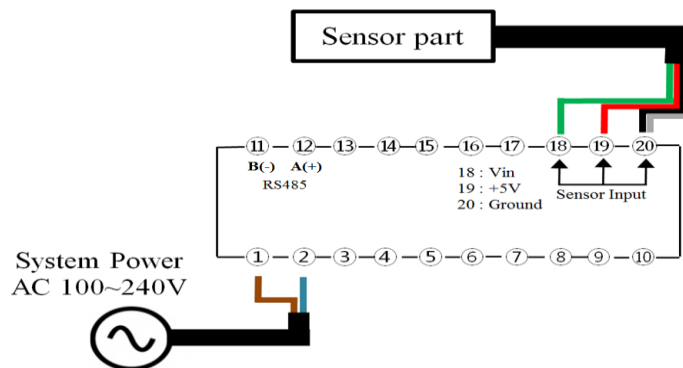 Sensor part
11 12 13 14 15 16 17 18 19 20
B(-) A(+)
RS485
18 : Vin
19 : +5V
20 : Ground
Sensor Input
1 2 3 4 5 6 7 8 9 10
System Power
AC 100~240V